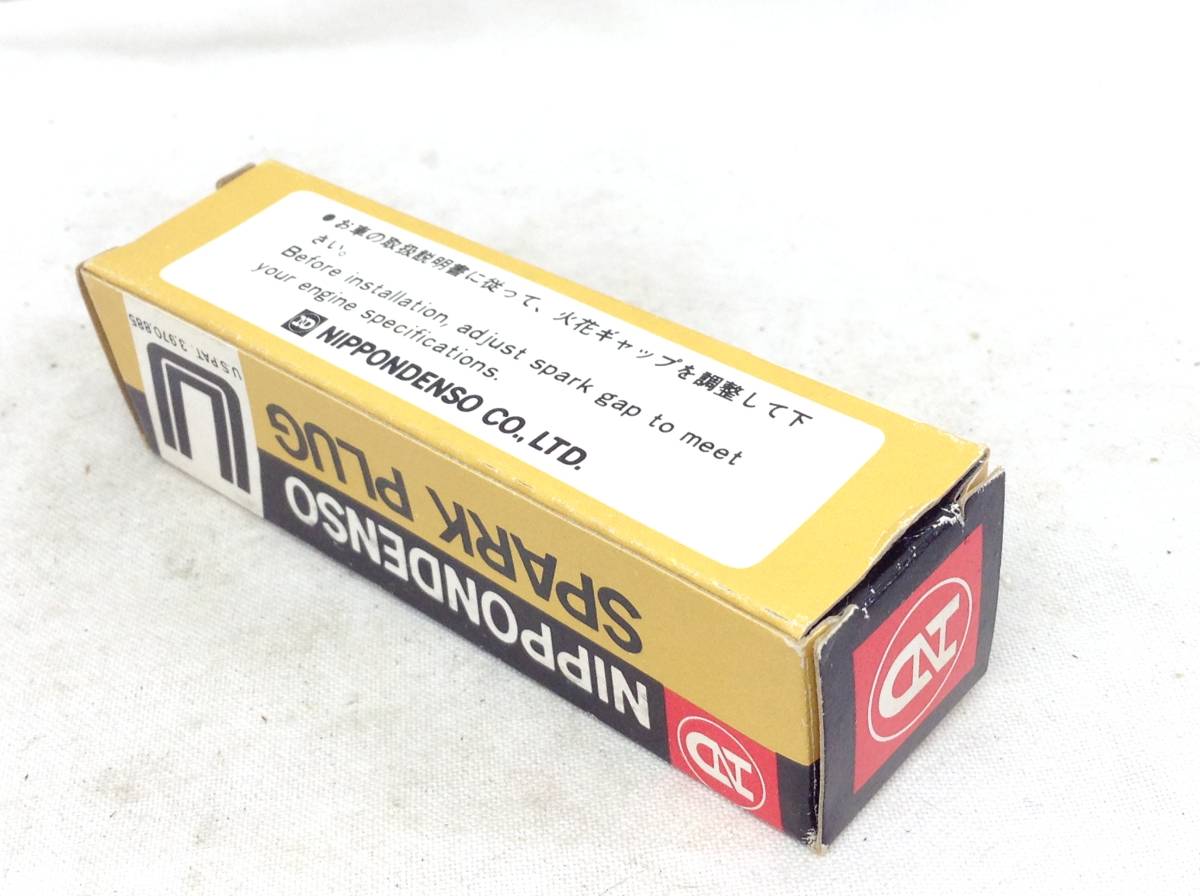 ●お車の取扱説明書に従って、火花ギャップを調整して下
さい。
Before installation, adjust spark gap to meet
your engine specifications.
ND NIPPONDENSO CO., LTD.
U.S.PAT. 3,970,885
U
SPARK PLUG
NIPPONDENSO
ND
ND